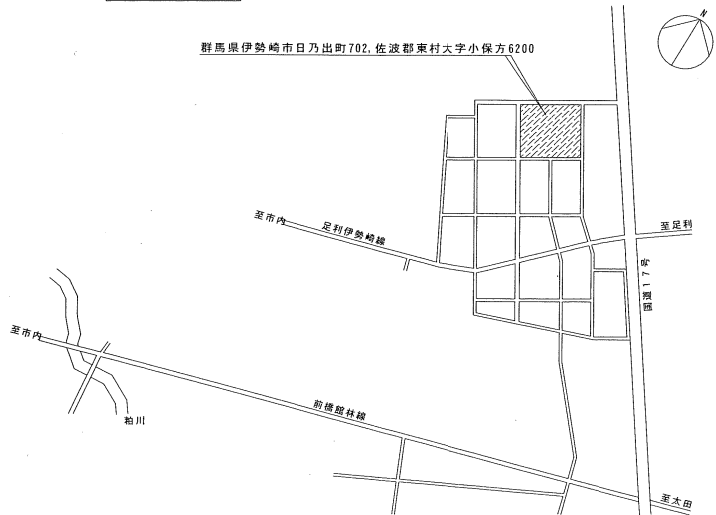 N
群馬県伊勢崎市日乃出町702,佐波郡東村大字小保方6200
至市内
足利伊勢崎線
至足利
国道17号
至市内
前橋館林線
粕川
至太田